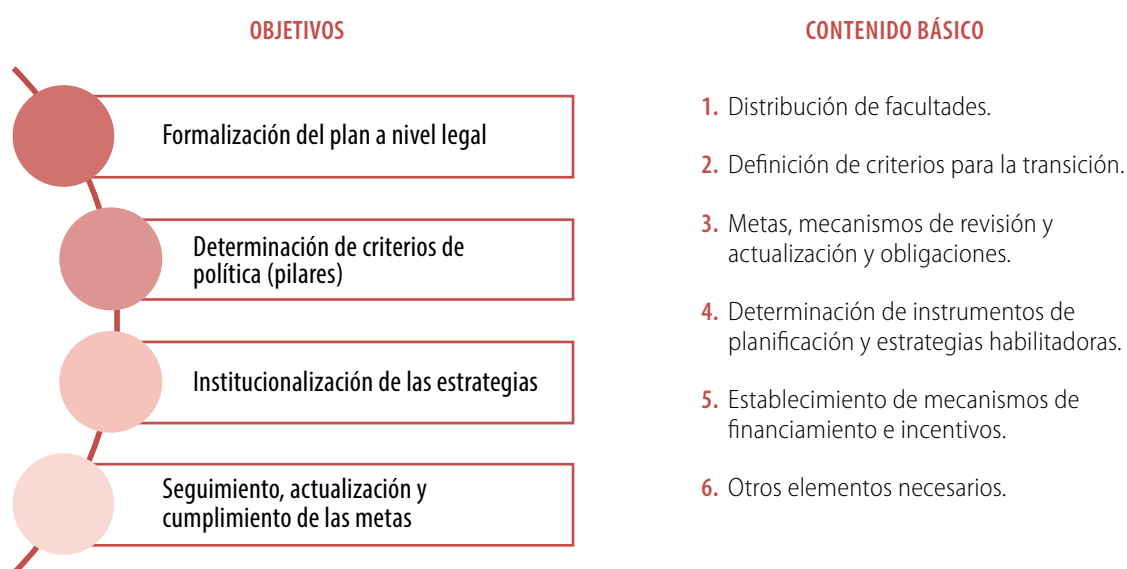 OBJETIVOS
Formalización del plan a nivel legal
Determinación de criterios de
política (pilares)
Institucionalización de las estrategias
Seguimiento, actualización y
cumplimiento de las metas
CONTENIDO BÁSICO
1. Distribución de facultades.
2. Definición de criterios para la transición.
3. Metas, mecanismos de revisión y
actualización y obligaciones.
4. Determinación de instrumentos de
planificación y estrategias habilitadoras.
5. Establecimiento de mecanismos de
financiamiento e incentivos.
6. Otros elementos necesarios.